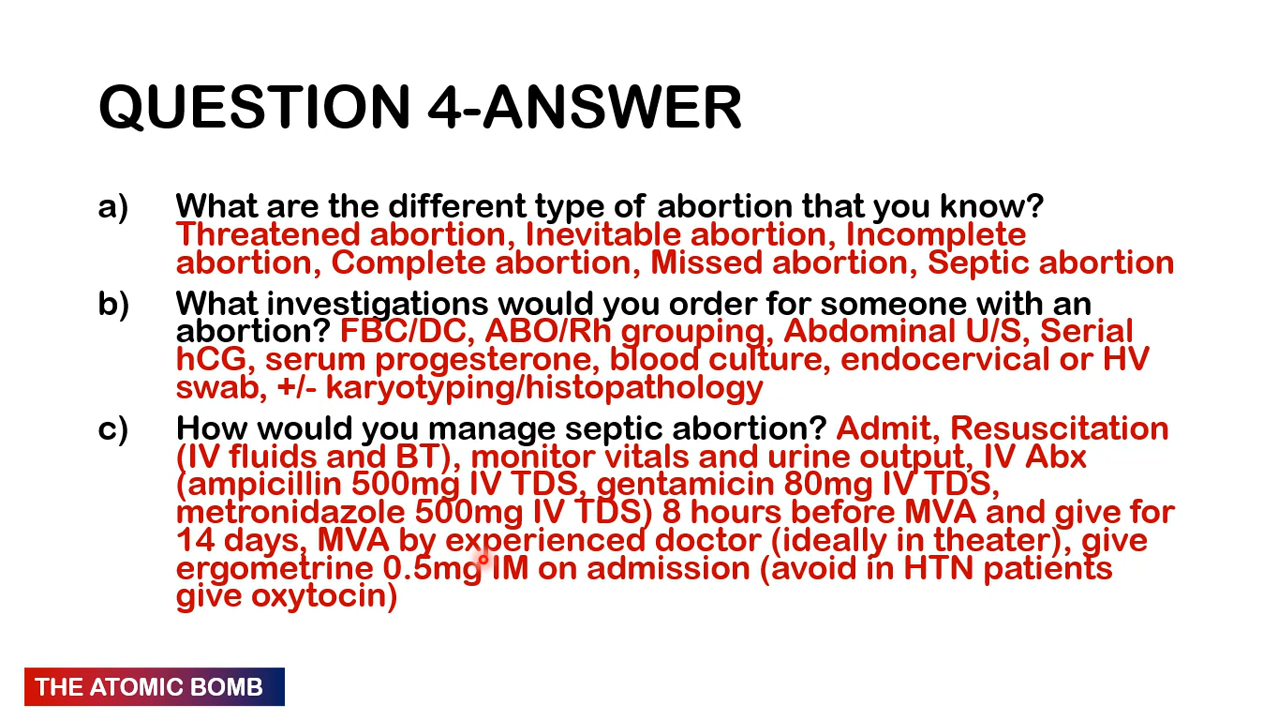 QUESTION 4-ANSWER
a) What are the different type of abortion that you know?
Threatened abortion, Inevitable abortion, Incomplete
abortion, Complete abortion, Missed abortion, Septic abortion
b) What investigations would you order for someone with an
abortion? FBC/DC, ABO/Rh grouping, Abdominal U/S, Serial
hCG, serum progesterone, blood culture, endocervical or HV
swab, +/- karyotyping/histopathology
c) How would you manage septic abortion? Admit, Resuscitation
(IV fluids and BT), monitor vitals and urine output, IV Abx
(ampicillin 500mg IV TDS, gentamicin 80mg IV TDS,
metronidazole 500mg IV TDS) 8 hours before MVA and give for
14 days, MVA by experienced doctor (ideally in theater), give
ergometrine 0.5mg IM on admission (avoid in HTN patients
give oxytocin)
THE ATOMIC BOMB